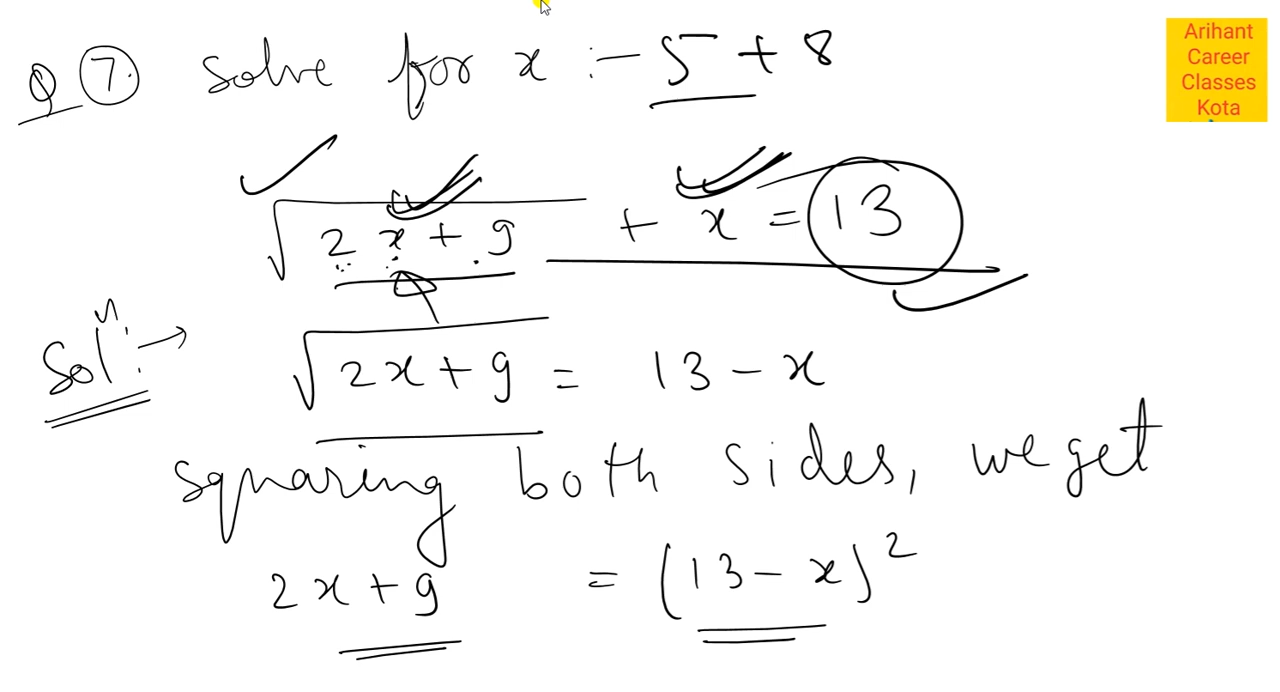 Q 7. Solve for x :- 5 + 8
√2x + 9 + x = 13
Solⁿ: → √2x + 9 = 13 - x
squaring both sides, we get
2x + 9 = (13 - x)²
Arihant
Career
Classes
Kota